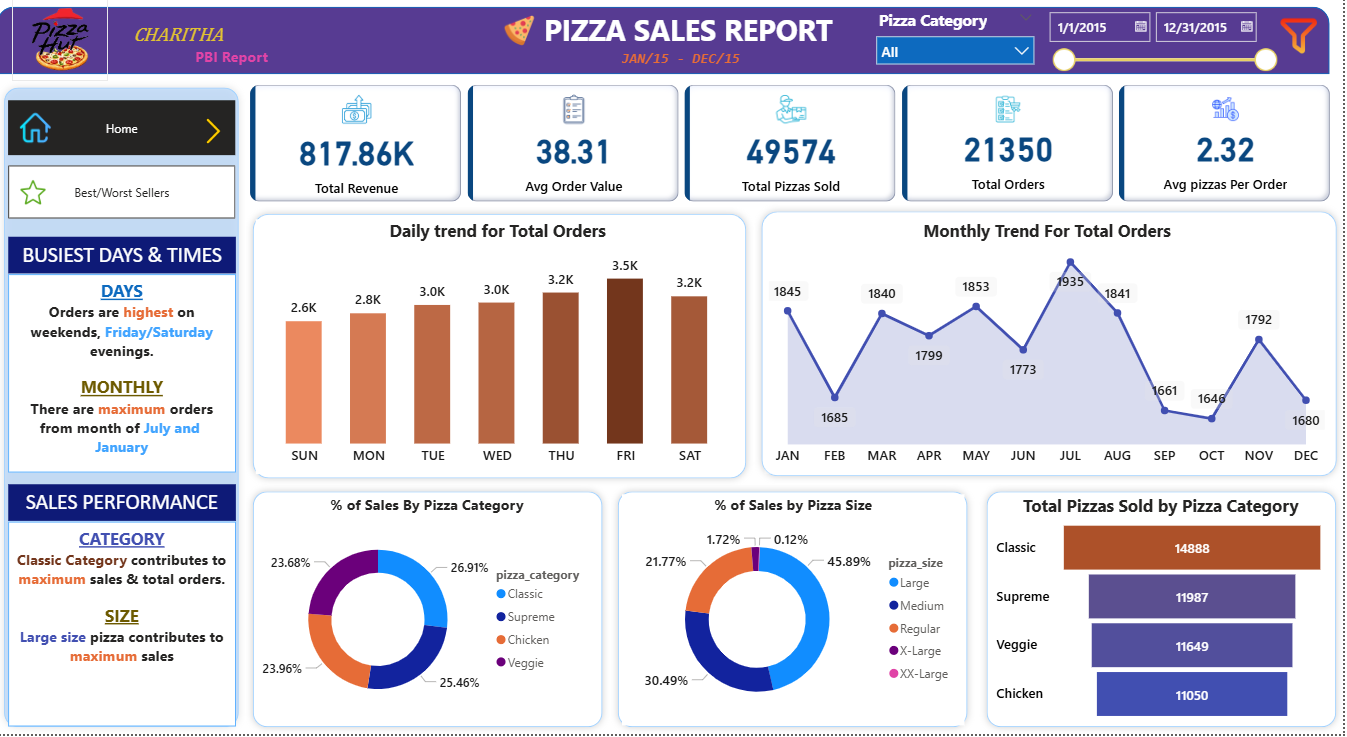 Pizza
Hut
CHARITHA
PBI Report
PIZZA SALES REPORT
JAN/15 - DEC/15
Pizza Category
All
1/1/2015
12/31/2015
Home
Best/Worst Sellers
BUSIEST DAYS & TIMES
DAYS
Orders are highest on
weekends, Friday/Saturday
evenings.
MONTHLY
There are maximum orders
from month of July and
January
SALES PERFORMANCE
CATEGORY
Classic Category contributes to
maximum sales & total orders.
SIZE
Large size pizza contributes to
maximum sales
817.86K
Total Revenue
38.31
Avg Order Value
49574
Total Pizzas Sold
21350
Total Orders
2.32
Avg pizzas Per Order
Daily trend for Total Orders
2.6K
2.8K
3.0K
3.0K
3.2K
3.5K
3.2K
SUN MON TUE WED THU FRI SAT
Monthly Trend For Total Orders
1845
1685
1840
1799
1853
1773
1935
1841
1661
1646
1792
1680
JAN FEB MAR APR MAY JUN JUL AUG SEP OCT NOV DEC
% of Sales By Pizza Category
23.68%
26.91%
23.96%
25.46%
pizza_category
Classic
Supreme
Chicken
Veggie
% of Sales by Pizza Size
1.72%
0.12%
21.77%
45.89%
30.49%
pizza_size
Large
Medium
Regular
X-Large
XX-Large
Total Pizzas Sold by Pizza Category
Classic 14888
Supreme 11987
Veggie 11649
Chicken 11050